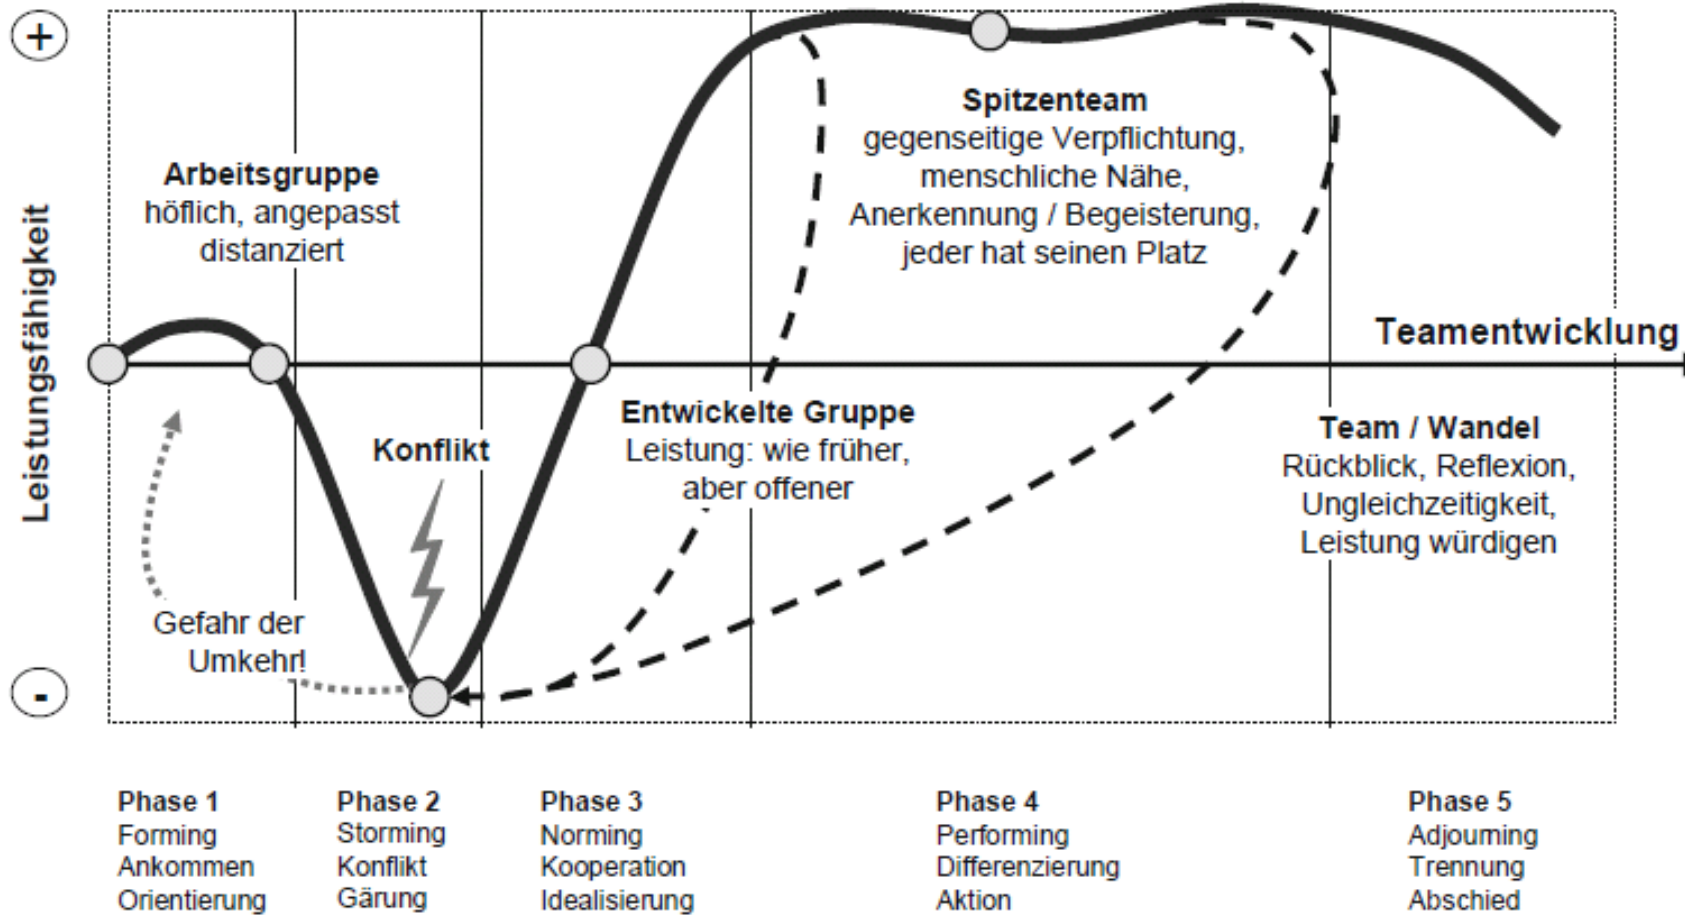 +
Leistungsfähigkeit
-
Arbeitsgruppe
höflich, angepasst
distanziert
Gefahr der
Umkehr!
Konflikt
Entwickelte Gruppe
Leistung: wie früher,
aber offener
Spitzenteam
gegenseitige Verpflichtung,
menschliche Nähe,
Anerkennung / Begeisterung,
jeder hat seinen Platz
Teamentwicklung
Team / Wandel
Rückblick, Reflexion,
Ungleichzeitigkeit,
Leistung würdigen
Phase 1
Forming
Ankommen
Orientierung
Phase 2
Storming
Konflikt
Gärung
Phase 3
Norming
Kooperation
Idealisierung
Phase 4
Performing
Differenzierung
Aktion
Phase 5
Adjourning
Trennung
Abschied